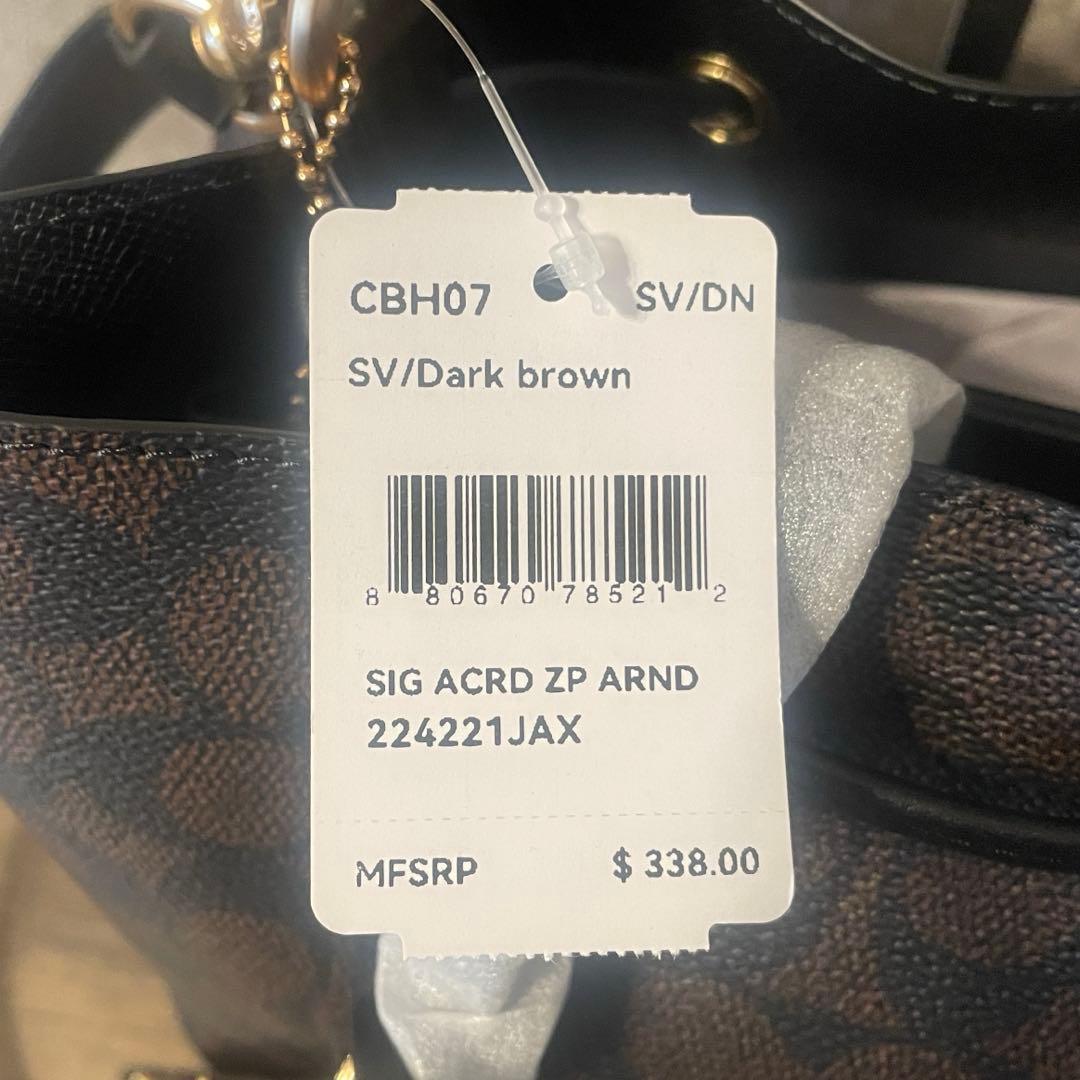 CBH07 SV/DN
SV/Dark brown
8 80670 78521 2
SIG ACRD ZP ARND
224221JAX
MFSRP $ 338.00